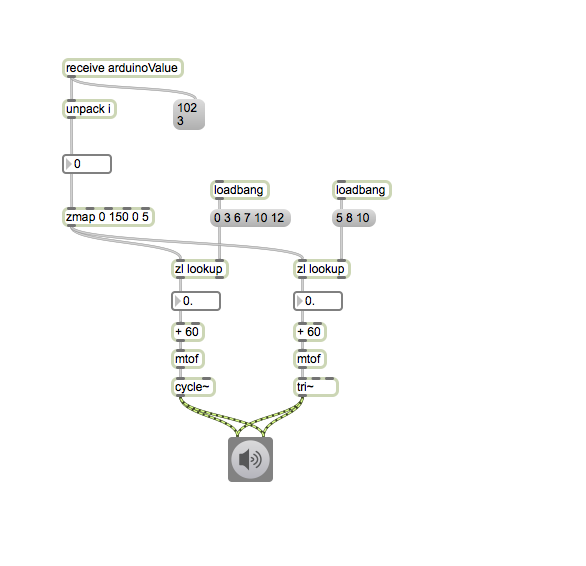 receive arduinoValue
unpack i
102
3
0
loadbang
loadbang
zmap 0 150 0 5
0 3 6 7 10 12
5 8 10
zl lookup
zl lookup
0.
0.
+ 60
+ 60
mtof
mtof
cycle~
tri~